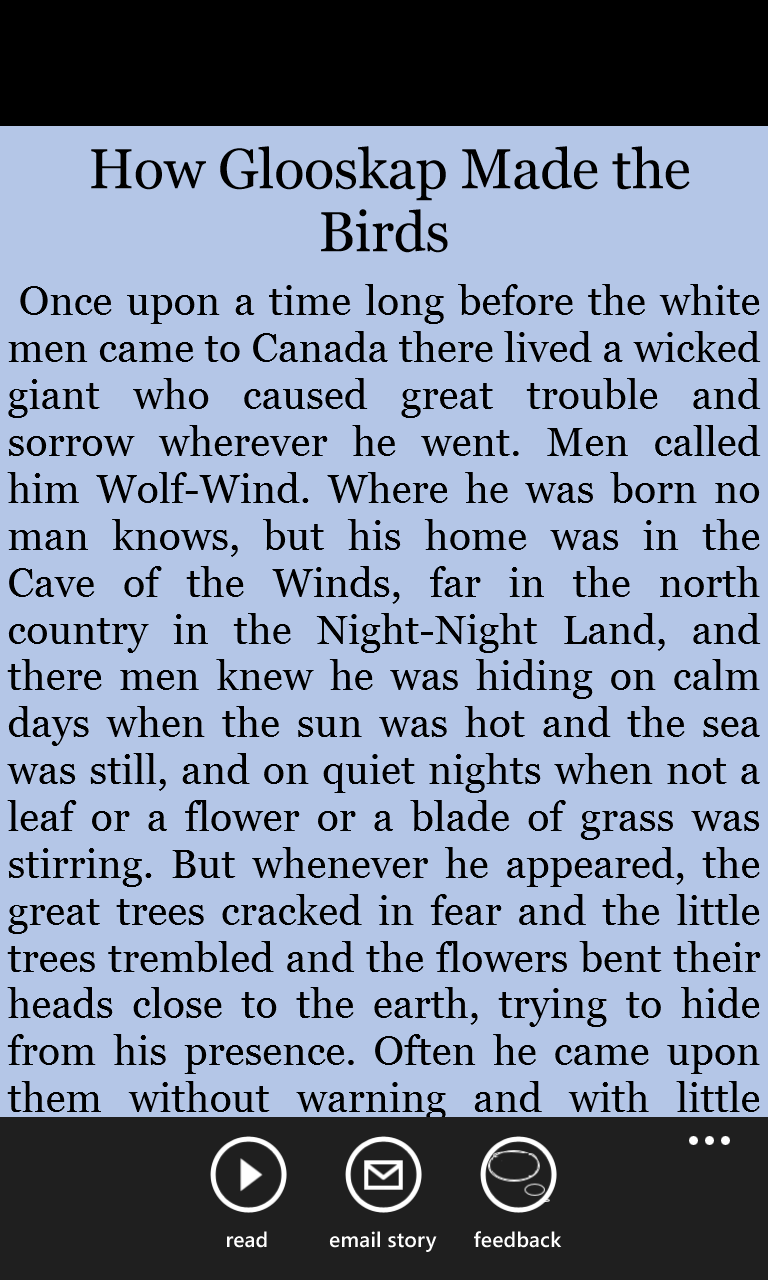 How Glooskap Made the
Birds
Once upon a time long before the white
men came to Canada there lived a wicked
giant who caused great trouble and
sorrow wherever he went. Men called
him Wolf-Wind. Where he was born no
man knows, but his home was in the
Cave of the Winds, far in the north
country in the Night-Night Land, and
there men knew he was hiding on calm
days when the sun was hot and the sea
was still, and on quiet nights when not a
leaf or a flower or a blade of grass was
stirring. But whenever he appeared, the
great trees cracked in fear and the little
trees trembled and the flowers bent their
heads close to the earth, trying to hide
from his presence. Often he came upon
them without warning and with little
read
email story
feedback